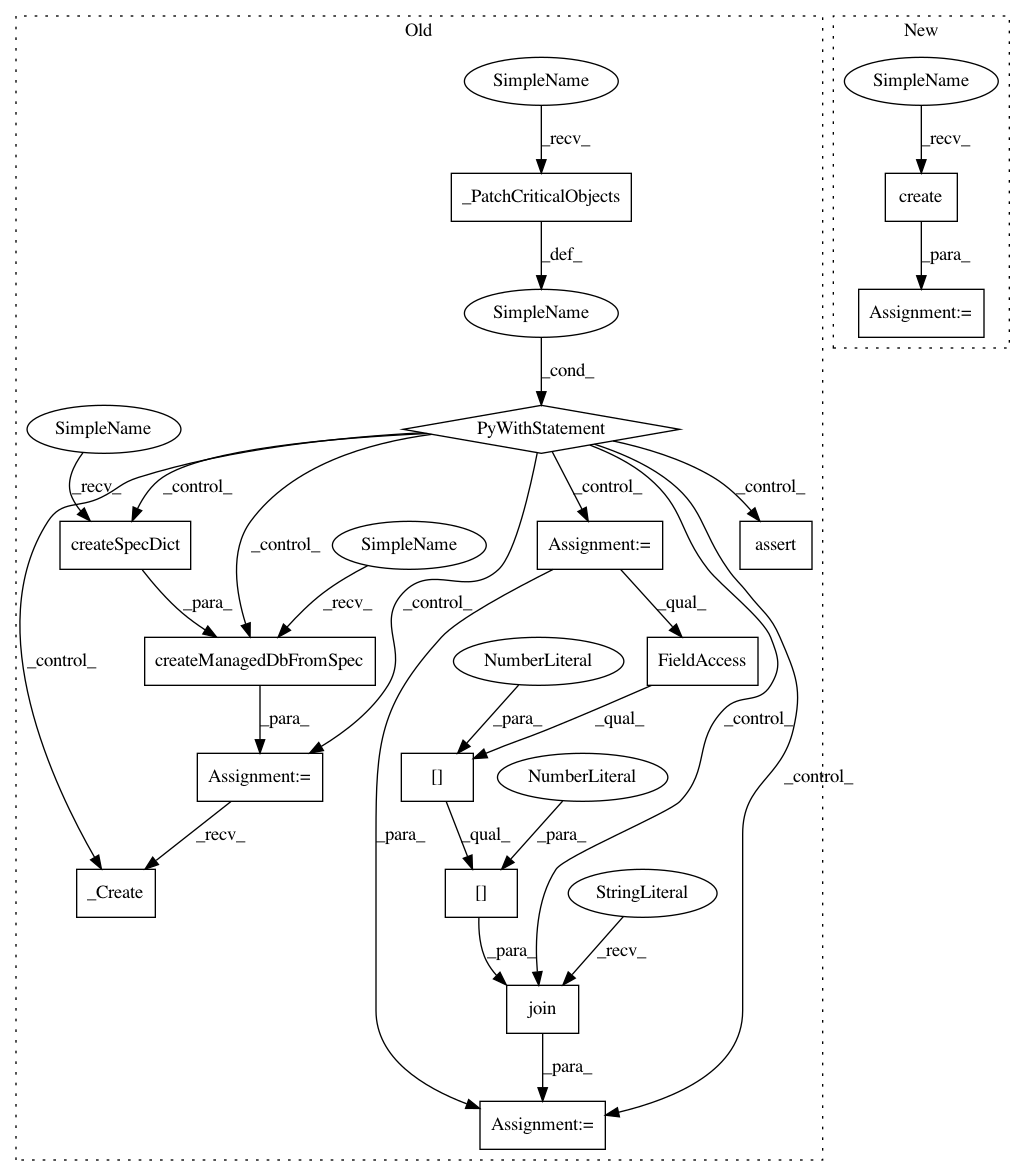 Old
New
SimpleName
SimpleName
_recv_
_recv_
_PatchCriticalObjects
create
_def_
_para_
SimpleName
Assignment:=
_cond_
SimpleName
PyWithStatement
_recv_
_control_
_control_
_control_
createSpecDict
SimpleName
Assignment:=
assert
_control_
_para_
_recv_
_control_
_qual_
_control_
createManagedDbFromSpec
NumberLiteral
FieldAccess
_para_
_para_
_qual_
_control_
Assignment:=
[]
NumberLiteral
_control_
_recv_
_para_
_qual_
_para_
_Create
[]
StringLiteral
_para_
_recv_
join
_para_
Assignment:=